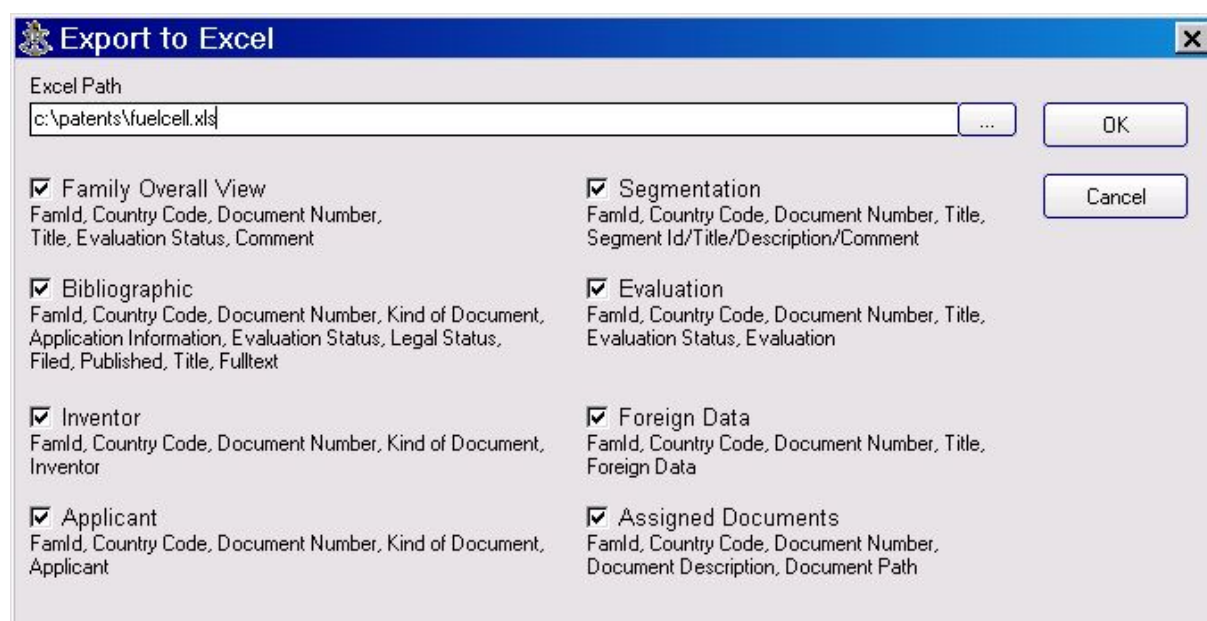 Export to Excel
Excel Path
c:\patents\fuelcell.xls
...
OK
Cancel
Family Overall View
FamId, Country Code, Document Number,
Title, Evaluation Status, Comment
Bibliographic
FamId, Country Code, Document Number, Kind of Document,
Application Information, Evaluation Status, Legal Status,
Filed, Published, Title, Fulltext
Inventor
FamId, Country Code, Document Number, Kind of Document,
Inventor
Applicant
FamId, Country Code, Document Number, Kind of Document,
Applicant
Segmentation
FamId, Country Code, Document Number, Title,
Segment Id/Title/Description/Comment
Evaluation
FamId, Country Code, Document Number, Title,
Evaluation Status, Evaluation
Foreign Data
FamId, Country Code, Document Number, Title,
Foreign Data
Assigned Documents
FamId, Country Code, Document Number,
Document Description, Document Path